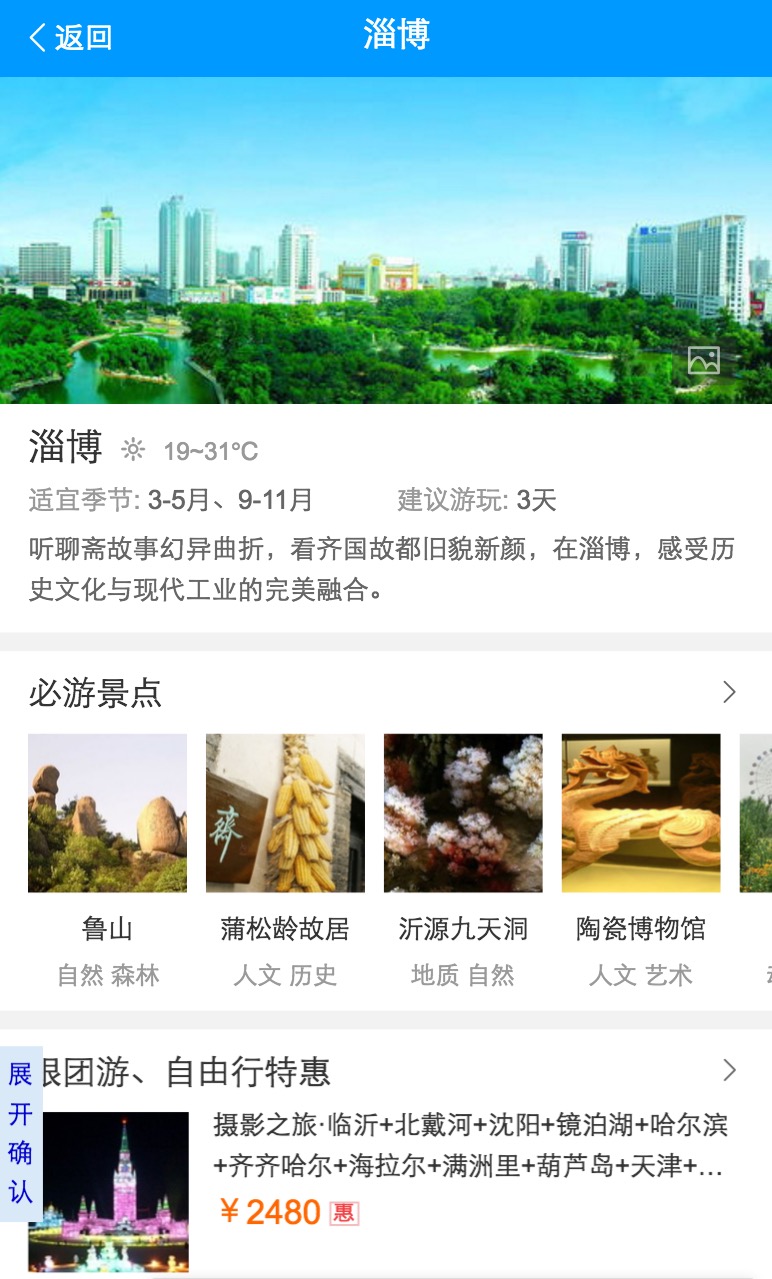 返回
淄博
淄博 19~31°C
适宜季节: 3-5月、9-11月 建议游玩: 3天
听聊斋故事幻异曲折，看齐国故都旧貌新颜，在淄博，感受历
史文化与现代工业的完美融合。
必游景点
鲁山 蒲松龄故居 沂源九天洞 陶瓷博物馆
自然 森林 人文 历史 地质 自然 人文 艺术
展开确认
跟团游、自由行特惠
摄影之旅·临沂+北戴河+沈阳+镜泊湖+哈尔滨
+齐齐哈尔+海拉尔+满洲里+葫芦岛+天津+...
￥2480 惠